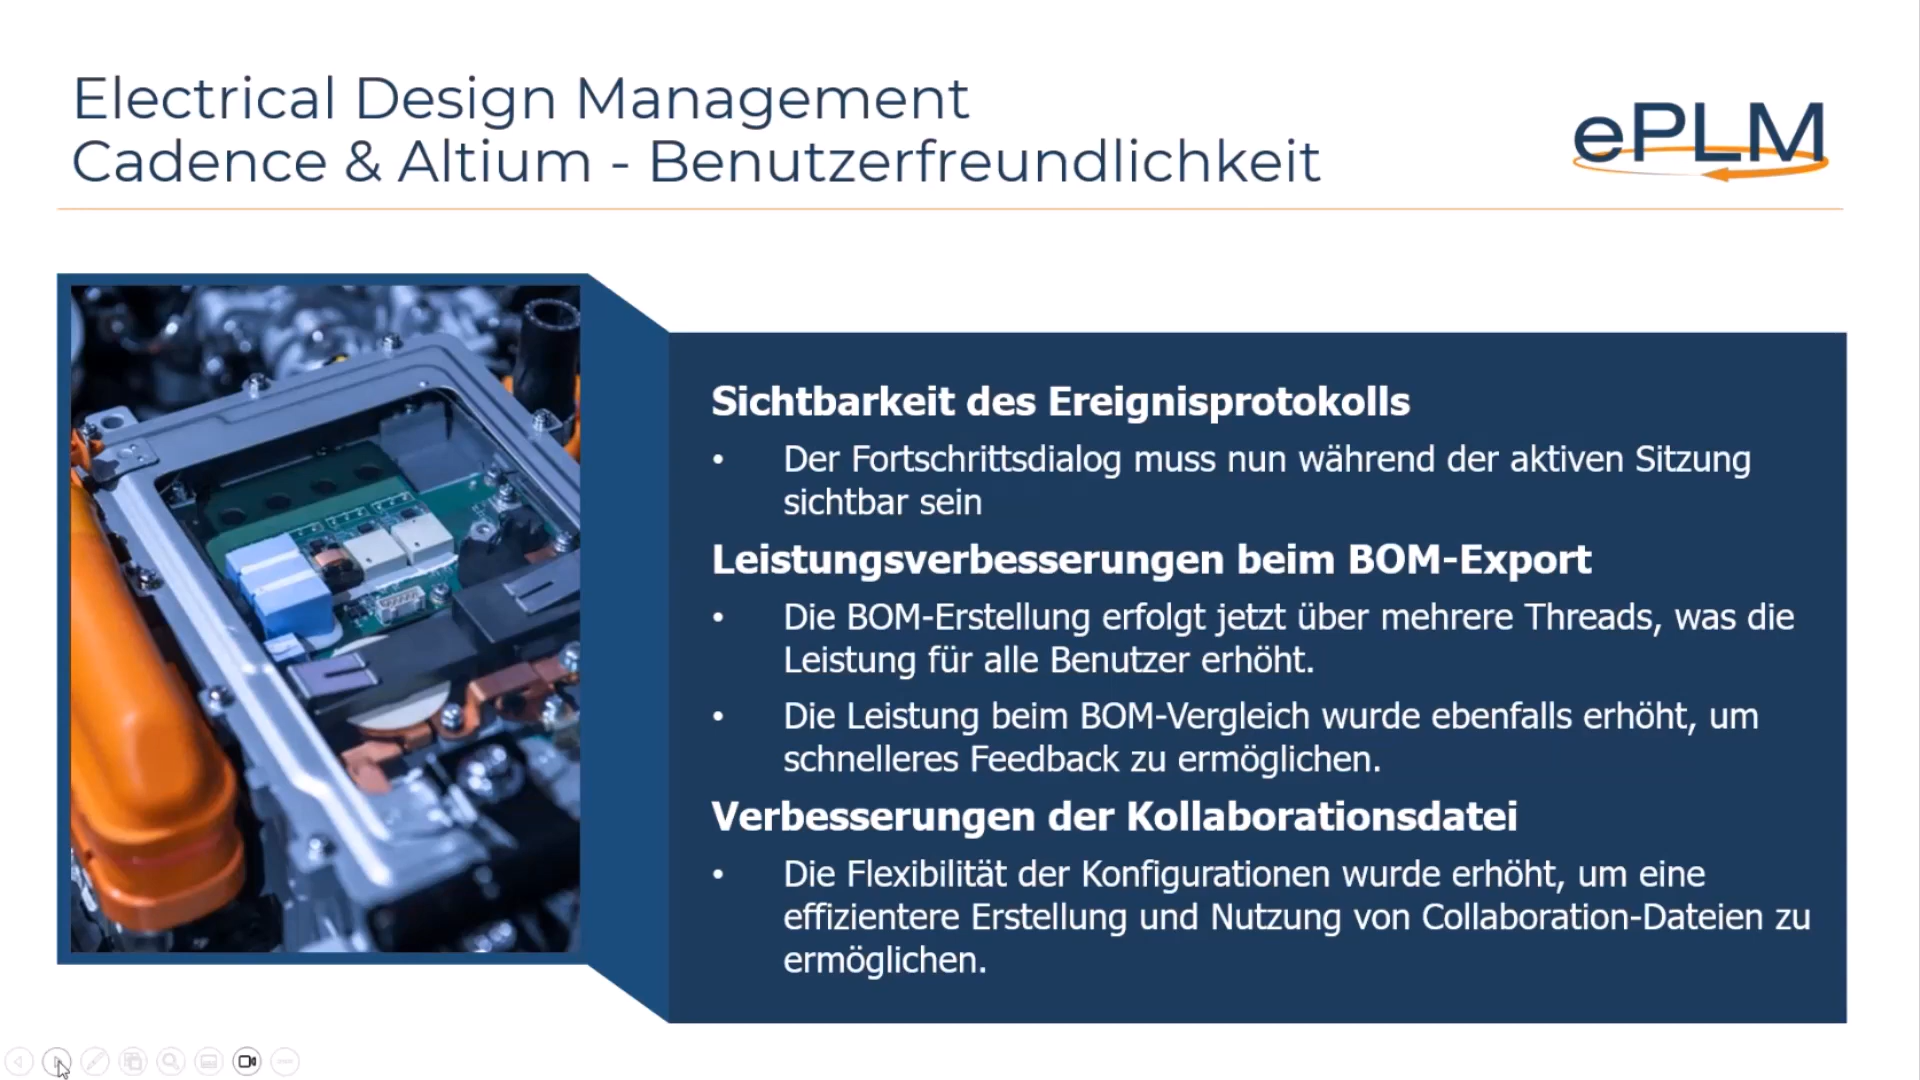 Electrical Design Management
Cadence & Altium - Benutzerfreundlichkeit
ePLM
Sichtbarkeit des Ereignisprotokolls
• Der Fortschrittsdialog muss nun während der aktiven Sitzung
sichtbar sein
Leistungsverbesserungen beim BOM-Export
• Die BOM-Erstellung erfolgt jetzt über mehrere Threads, was die
Leistung für alle Benutzer erhöht.
• Die Leistung beim BOM-Vergleich wurde ebenfalls erhöht, um
schnelleres Feedback zu ermöglichen.
Verbesserungen der Kollaborationsdatei
• Die Flexibilität der Konfigurationen wurde erhöht, um eine
effizientere Erstellung und Nutzung von Collaboration-Dateien zu
ermöglichen.